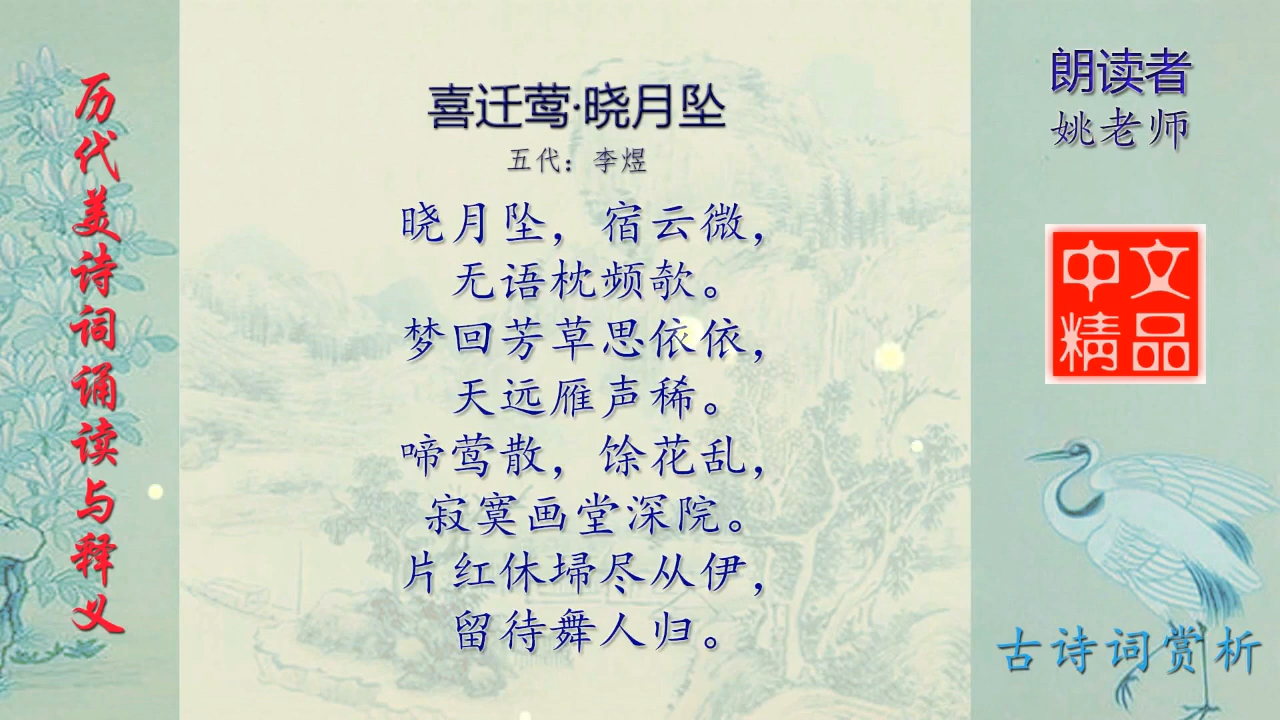 历代美诗词诵读与释义
喜迁莺·晓月坠
五代：李煜
晓月坠，宿云微，
无语枕频欹。
梦回芳草思依依，
天远雁声稀。
啼莺散，馀花乱，
寂寞画堂深院。
片红休埽尽从伊，
留待舞人归。
朗读者
姚老师
中文
精品
古诗词赏析